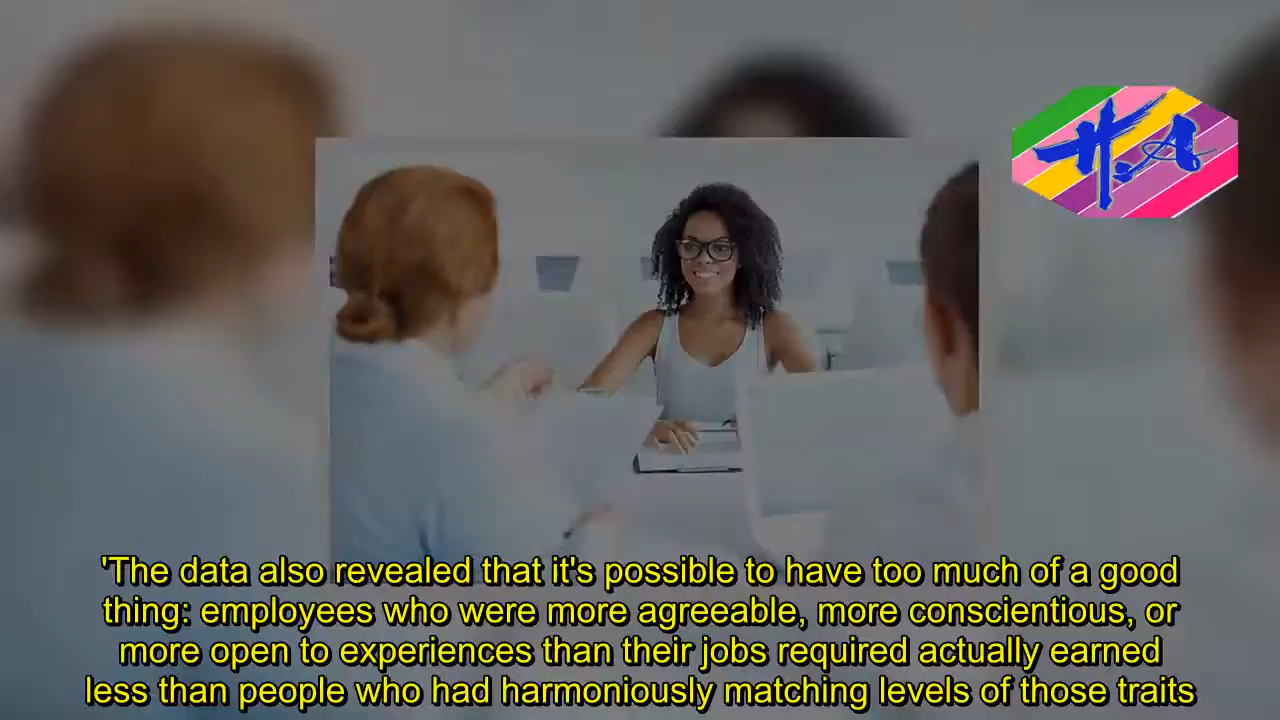 H.A
'The data also revealed that it's possible to have too much of a good
thing: employees who were more agreeable, more conscientious, or
more open to experiences than their jobs required actually earned
less than people who had harmoniously matching levels of those traits